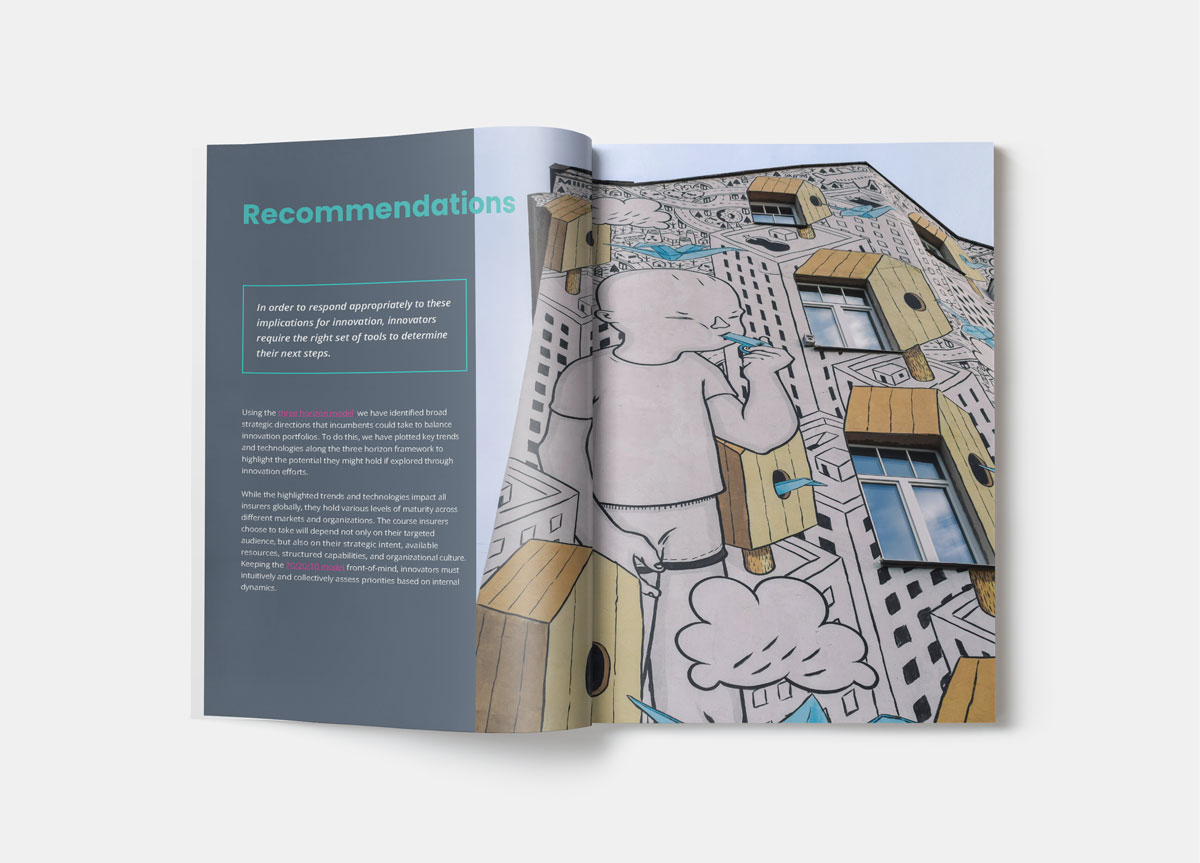 Recommendations
In order to respond appropriately to these
implications for innovation, innovators
require the right set of tools to determine
their next steps.
Using the three horizon model we have identified broad
strategic directions that incumbents could take to balance
innovation portfolios. To do this, we have plotted key trends
and technologies along the three horizon framework to
highlight the potential they might hold if explored through
innovation efforts.
While the highlighted trends and technologies impact all
insurers globally, they hold various levels of maturity across
different markets and organizations. The course insurers
choose to take will depend not only on their targeted
audience, but also on their strategic intent, available
resources, structured capabilities, and organizational culture.
Keeping the 70/20/10 model front-of-mind, innovators must
intuitively and collectively assess priorities based on internal
dynamics.